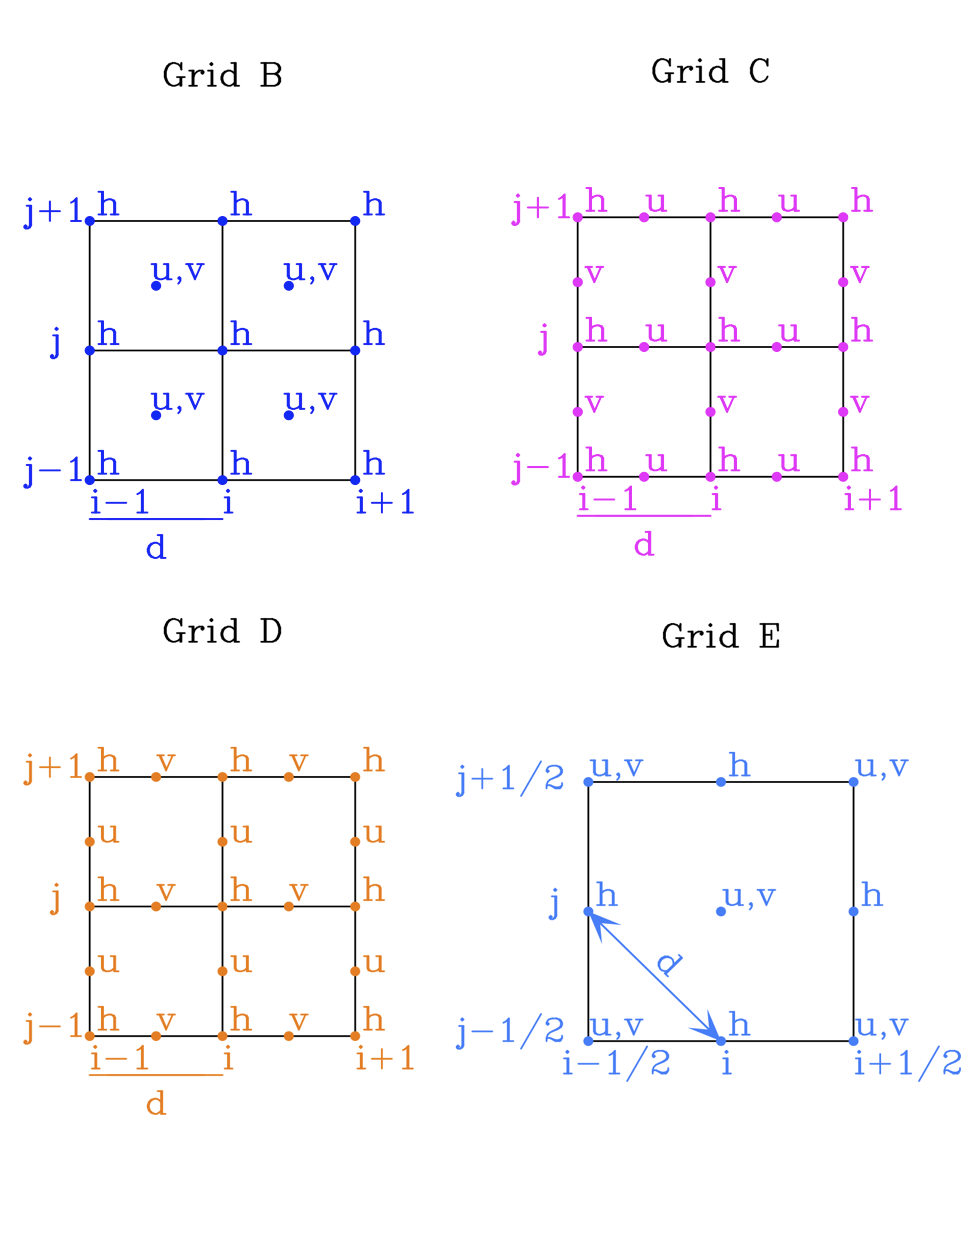 Grid B
j+1 h h h
u,v u,v
j h h h
u,v u,v
j-1 h h h
i-1 i i+1
d
Grid C
j+1 h u h u h
v v v
j h u h u h
v v v
j-1 h u h u h
i-1 i i+1
d
Grid D
j+1 h v h v h
u u u
j h v h v h
u u u
j-1 h v h v h
i-1 i i+1
d
Grid E
j+1/2 u,v h u,v
j h u,v h
d
j-1/2 u,v h u,v
i-1/2 i i+1/2